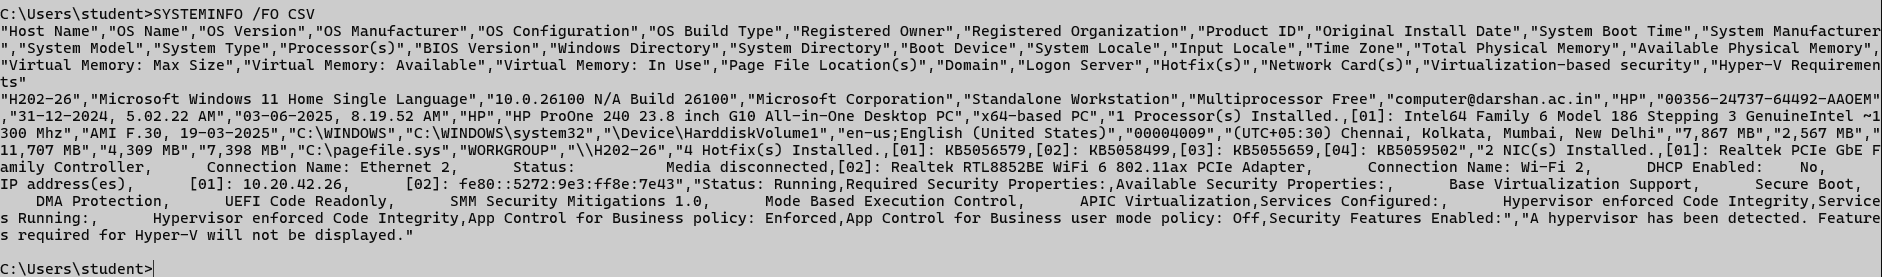 C:\Users\student>SYSTEMINFO /FO CSV
"Host Name","OS Name","OS Version","OS Manufacturer","OS Configuration","OS Build Type","Registered Owner","Registered Organization","Product ID","Original Install Date","System Boot Time","System Manufacturer
","System Model","System Type","Processor(s)","BIOS Version","Windows Directory","System Directory","Boot Device","System Locale","Input Locale","Time Zone","Total Physical Memory","Available Physical Memory",
"Virtual Memory: Max Size","Virtual Memory: Available","Virtual Memory: In Use","Page File Location(s)","Domain","Logon Server","Hotfix(s)","Network Card(s)","Virtualization-based security","Hyper-V Requiremen
ts"
"H202-26","Microsoft Windows 11 Home Single Language","10.0.26100 N/A Build 26100","Microsoft Corporation","Standalone Workstation","Multiprocessor Free","computer@darshan.ac.in","HP","00356-24737-64492-AAOEM"
,"31-12-2024, 5.02.22 AM","03-06-2025, 8.19.52 AM","HP","HP ProOne 240 23.8 inch G10 All-in-One Desktop PC","x64-based PC","1 Processor(s) Installed.,[01]: Intel64 Family 6 Model 186 Stepping 3 GenuineIntel ~1
300 Mhz","AMI F.30, 19-03-2025","C:\WINDOWS","C:\WINDOWS\system32","\Device\HarddiskVolume1","en-us;English (United States)","00004009","(UTC+05:30) Chennai, Kolkata, Mumbai, New Delhi","7,867 MB","2,567 MB","
11,707 MB","4,309 MB","7,398 MB","C:\pagefile.sys","WORKGROUP","\\H202-26","4 Hotfix(s) Installed.,[01]: KB5056579,[02]: KB5058499,[03]: KB5055659,[04]: KB5059502","2 NIC(s) Installed.,[01]: Realtek PCIe GbE F
amily Controller,      Connection Name: Ethernet 2,      Status:          Media disconnected,[02]: Realtek RTL8852BE WiFi 6 802.11ax PCIe Adapter,      Connection Name: Wi-Fi 2,      DHCP Enabled:    No,
IP address(es),      [01]: 10.20.42.26,      [02]: fe80::5272:9e3:ff8e:7e43","Status: Running,Required Security Properties:,Available Security Properties:,      Base Virtualization Support,      Secure Boot,
    DMA Protection,      UEFI Code Readonly,      SMM Security Mitigations 1.0,      Mode Based Execution Control,      APIC Virtualization,Services Configured:,      Hypervisor enforced Code Integrity,Service
s Running:,      Hypervisor enforced Code Integrity,App Control for Business policy: Enforced,App Control for Business user mode policy: Off,Security Features Enabled:","A hypervisor has been detected. Feature
s required for Hyper-V will not be displayed."
C:\Users\student>